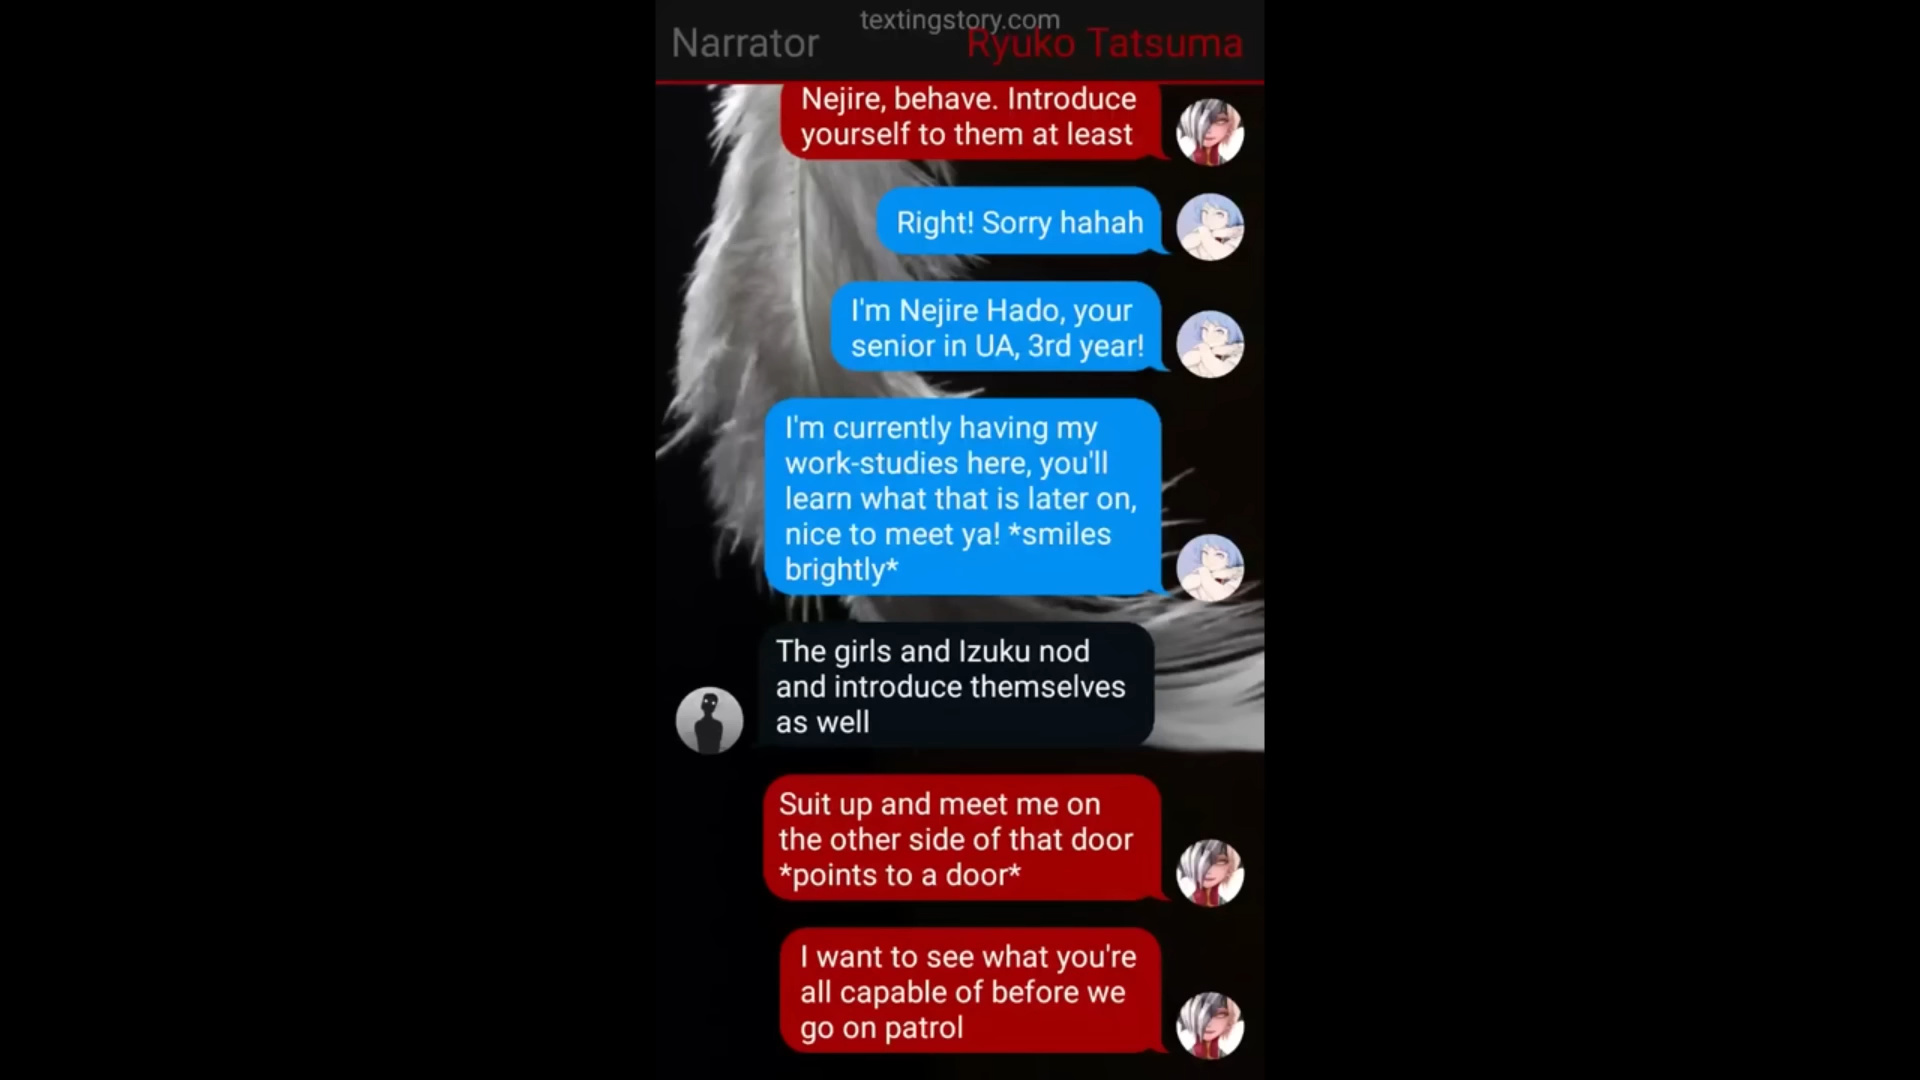 textingstory.com
Narrator
Ryuko Tatsuma
Nejire, behave. Introduce
yourself to them at least
Right! Sorry hahah
I'm Nejire Hado, your
senior in UA, 3rd year!
I'm currently having my
work-studies here, you'll
learn what that is later on,
nice to meet ya! *smiles
brightly*
The girls and Izuku nod
and introduce themselves
as well
Suit up and meet me on
the other side of that door
*points to a door*
I want to see what you're
all capable of before we
go on patrol